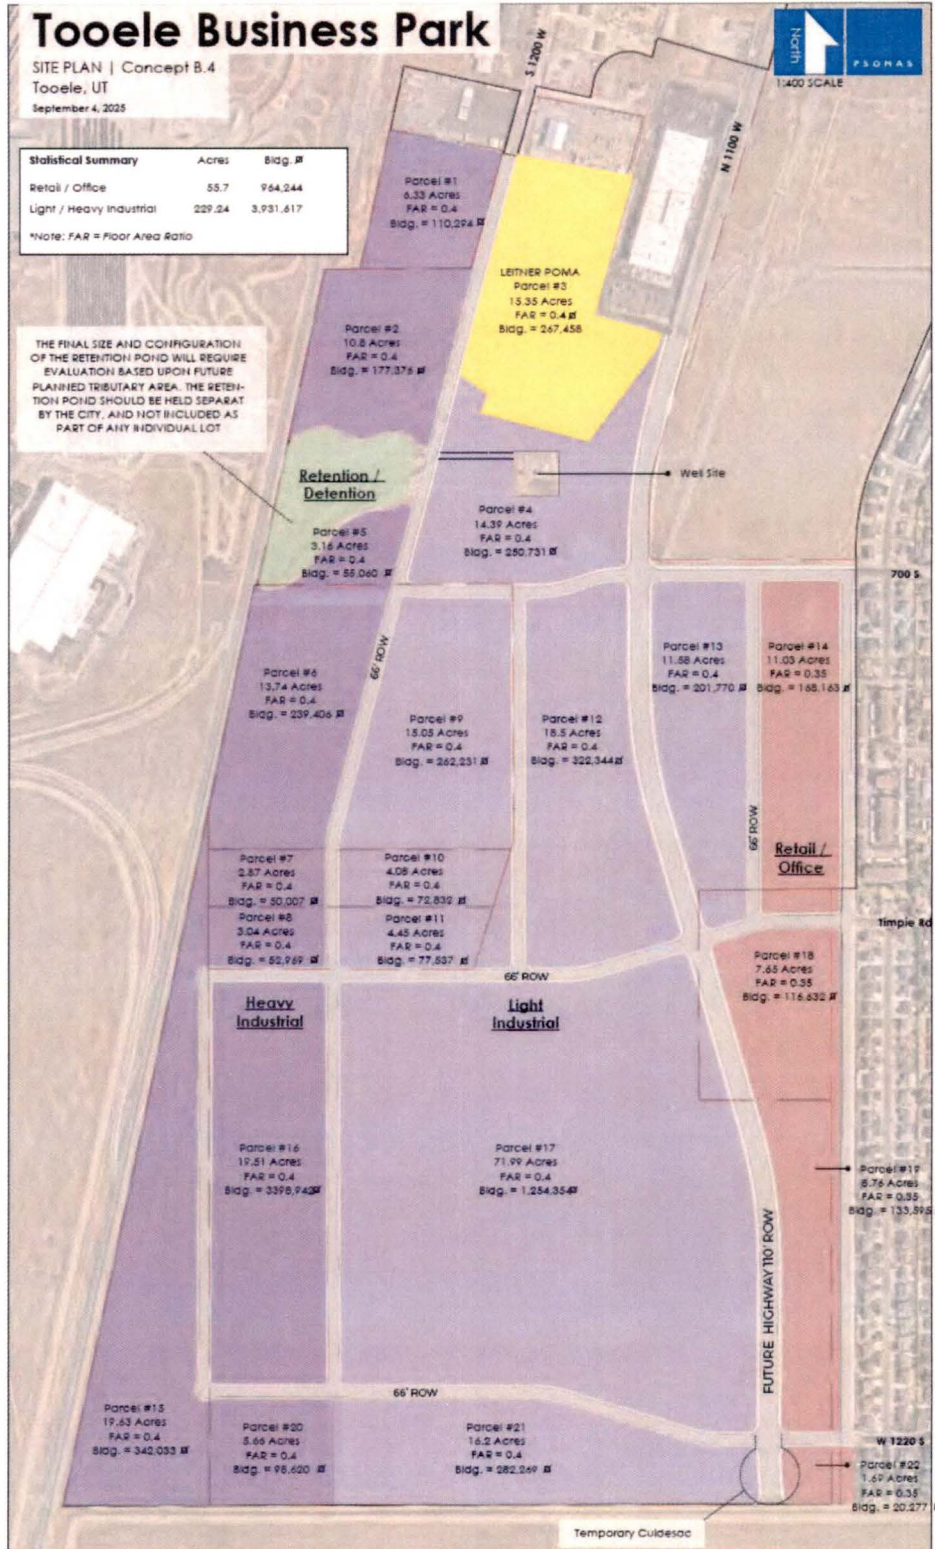 Tooele Business Park
SITE PLAN | Concept B.4
Tooele, UT
September 4, 2025
North
PSOMAS
1:400 SCALE
S 1200 W
N 1100 W
Statistical Summary Acres Bldg.
Retail / Office 55.7 964,244
Light / Heavy Industrial 229.24 3,931,617
*Note: FAR = Floor Area Ratio
Parcel #1
6.33 Acres
FAR = 0.4
Bldg. = 110,294
LEITNER POMA
Parcel #3
15.35 Acres
FAR = 0.4
Bldg. = 267,458
Parcel #2
10.8 Acres
FAR = 0.4
Bldg. = 177,376
THE FINAL SIZE AND CONFIGURATION
OF THE RETENTION POND WILL REQUIRE
EVALUATION BASED UPON FUTURE
PLANNED TRIBUTARY AREA. THE RETEN-
TION POND SHOULD BE HELD SEPARAT
BY THE CITY, AND NOT INCLUDED AS
PART OF ANY INDIVIDUAL LOT
Retention /
Detention
Well Site
Parcel #4
14.39 Acres
FAR = 0.4
Bldg. = 250,731
Parcel #5
3.16 Acres
FAR = 0.4
Bldg. = 55,060
700 S
66' ROW
Parcel #6
13.74 Acres
FAR = 0.4
Bldg. = 239,406
Parcel #13
11.58 Acres
FAR = 0.4
Bldg. = 201,770
Parcel #14
11.03 Acres
FAR = 0.35
Bldg. = 168,163
Parcel #9
15.05 Acres
FAR = 0.4
Bldg. = 262,231
Parcel #12
18.5 Acres
FAR = 0.4
Bldg. = 322,344
66' ROW
Retail /
Office
Parcel #7
2.87 Acres
FAR = 0.4
Bldg. = 50,007
Parcel #10
4.08 Acres
FAR = 0.4
Bldg. = 72,832
Parcel #8
3.04 Acres
FAR = 0.4
Bldg. = 52,969
Parcel #11
4.45 Acres
FAR = 0.4
Bldg. = 77,537
Timpie Rd
Parcel #18
7.65 Acres
FAR = 0.35
Bldg. = 116,632
66' ROW
Heavy
Industrial
Light
Industrial
Parcel #16
19.51 Acres
FAR = 0.4
Bldg. = 3398,942
Parcel #17
71.99 Acres
FAR = 0.4
Bldg. = 1,254,354
Parcel #19
8.76 Acres
FAR = 0.35
Bldg. = 133,595
FUTURE HIGHWAY 110' ROW
66' ROW
Parcel #15
19.63 Acres
FAR = 0.4
Bldg. = 342,033
Parcel #20
5.66 Acres
FAR = 0.4
Bldg. = 98,620
Parcel #21
16.2 Acres
FAR = 0.4
Bldg. = 282,269
W 1220 S
Parcel #22
1.69 Acres
FAR = 0.35
Bldg. = 20,277
Temporary Culdesac